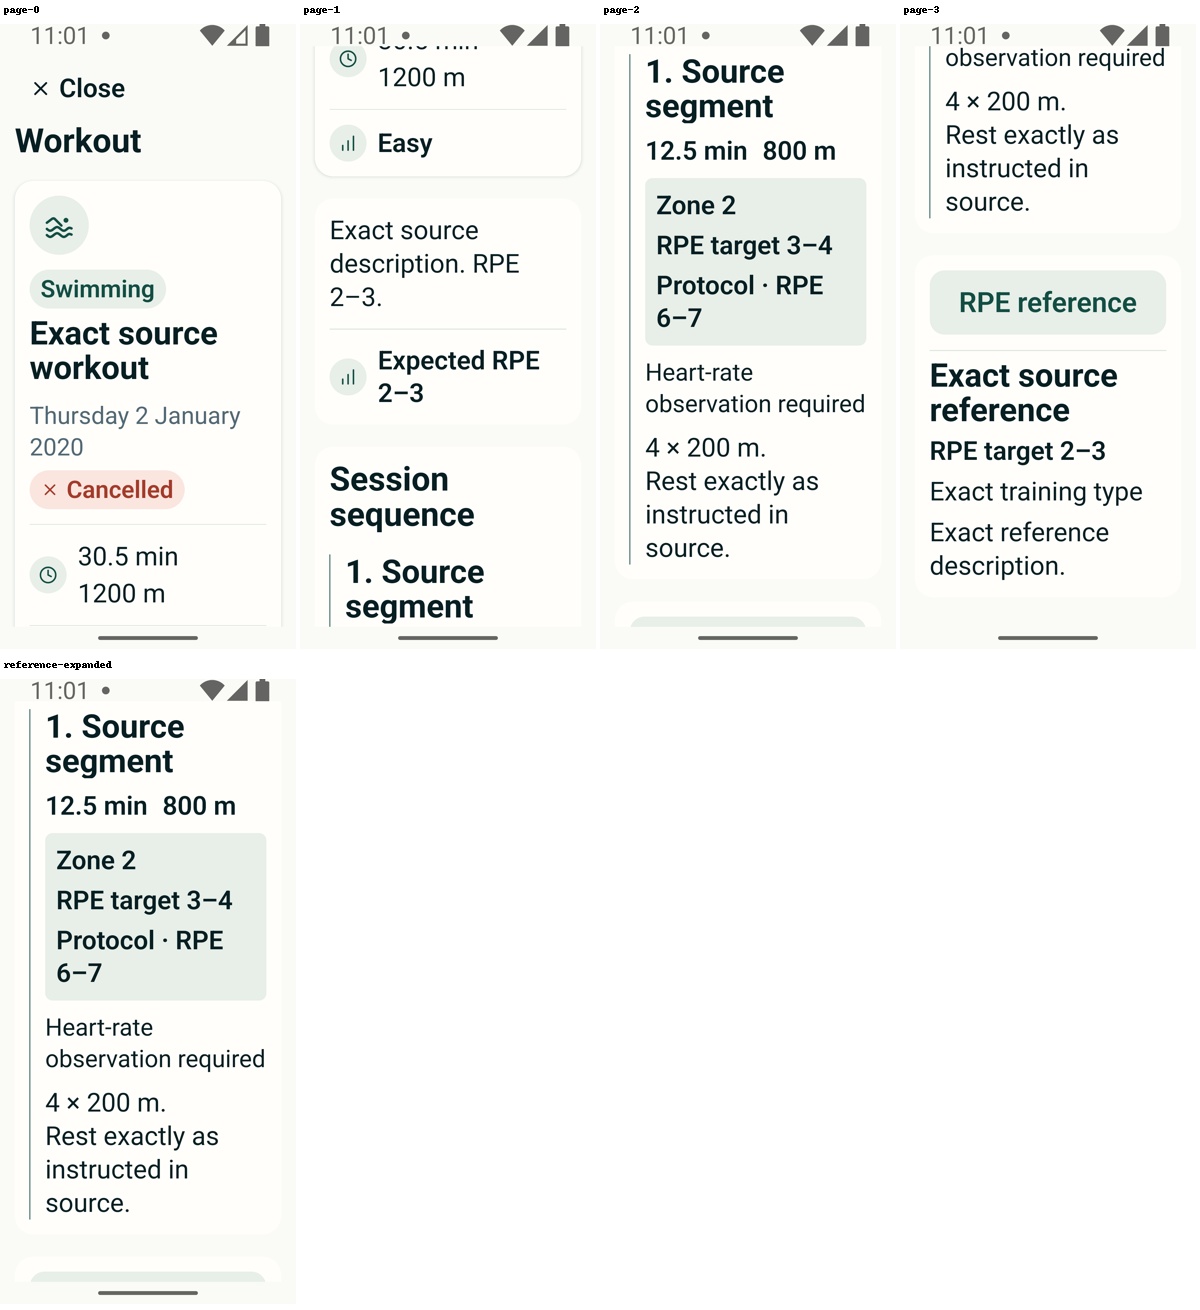 page-0
11:01
Close
Workout
Swimming
Exact source
workout
Thursday 2 January
2020
Cancelled
30.5 min
1200 m
page-1
11:01
30.5 min
1200 m
Easy
Exact source
description. RPE
2–3.
Expected RPE
2–3
Session
sequence
1. Source
segment
page-2
11:01
1. Source
segment
12.5 min 800 m
Zone 2
RPE target 3–4
Protocol · RPE
6–7
Heart-rate
observation required
4 × 200 m.
Rest exactly as
instructed in
source.
page-3
11:01
observation required
4 × 200 m.
Rest exactly as
instructed in
source.
RPE reference
Exact source
reference
RPE target 2–3
Exact training type
Exact reference
description.
reference-expanded
11:01
1. Source
segment
12.5 min 800 m
Zone 2
RPE target 3–4
Protocol · RPE
6–7
Heart-rate
observation required
4 × 200 m.
Rest exactly as
instructed in
source.